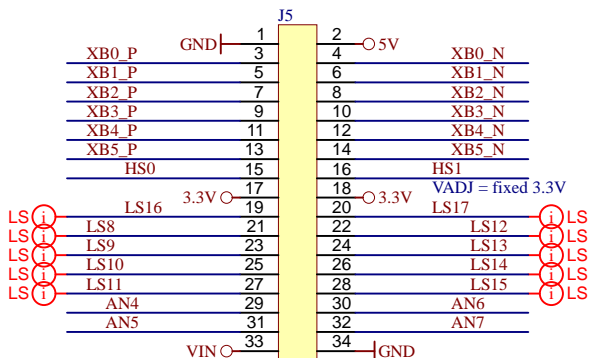 J5
GND 1 2 5V
XB0_P 3 4 XB0_N
XB1_P 5 6 XB1_N
XB2_P 7 8 XB2_N
XB3_P 9 10 XB3_N
XB4_P 11 12 XB4_N
XB5_P 13 14 XB5_N
HS0 15 16 HS1
3.3V 17 18 3.3V VADJ = fixed 3.3V
LS i LS16 19 20 LS17 i LS
LS i LS8 21 22 LS12 i LS
LS i LS9 23 24 LS13 i LS
LS i LS10 25 26 LS14 i LS
LS i LS11 27 28 LS15 i LS
AN4 29 30 AN6
AN5 31 32 AN7
VIN 33 34 GND